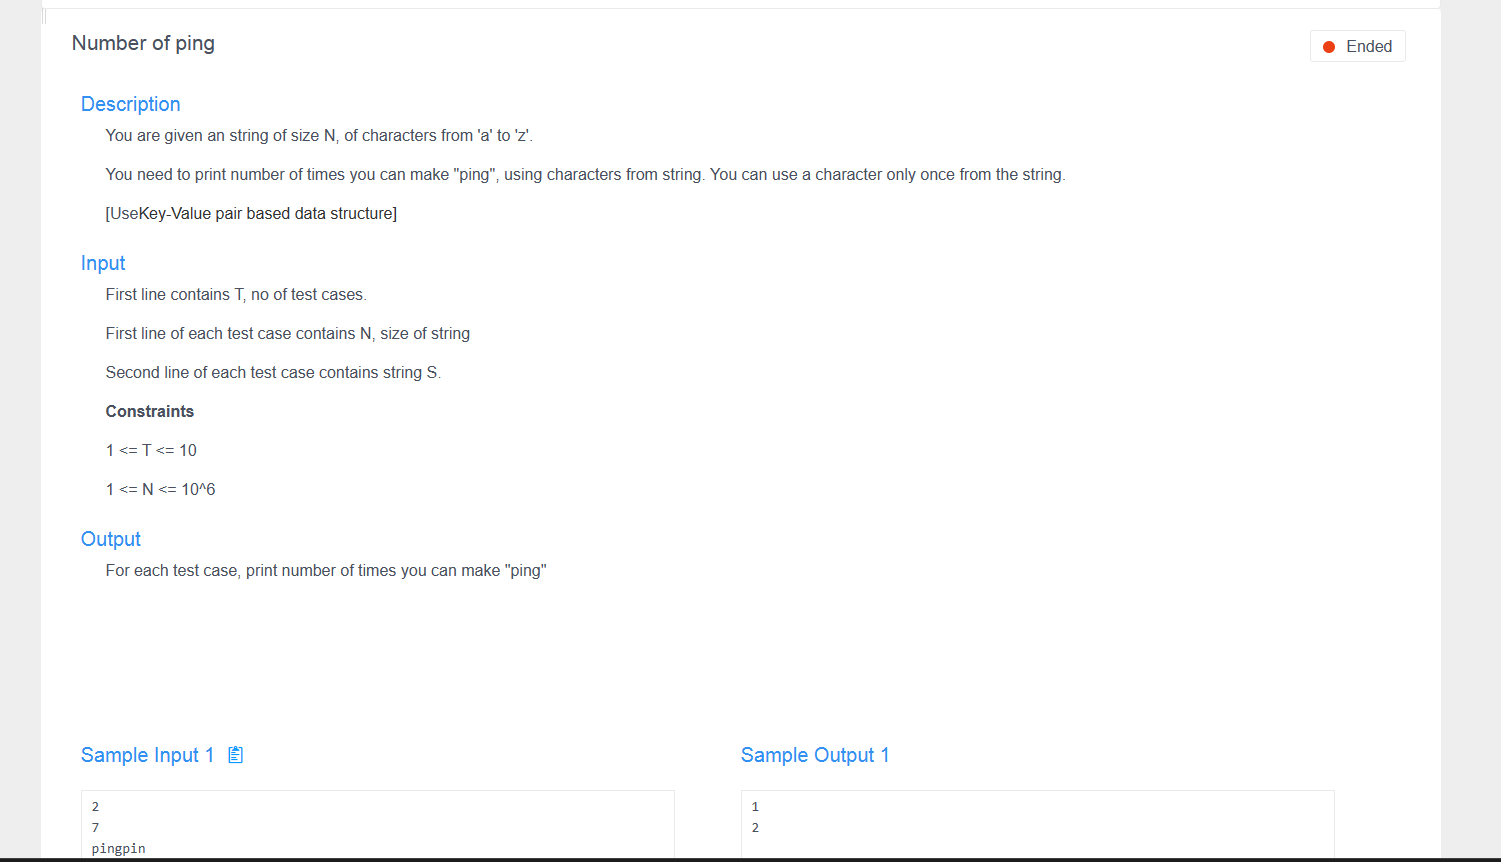 Number of ping
Ended
Description
You are given an string of size N, of characters from 'a' to 'z'.
You need to print number of times you can make "ping", using characters from string. You can use a character only once from the string.
[UseKey-Value pair based data structure]
Input
First line contains T, no of test cases.
First line of each test case contains N, size of string
Second line of each test case contains string S.
Constraints
1 <= T <= 10
1 <= N <= 10^6
Output
For each test case, print number of times you can make "ping"
Sample Input 1
2
7
pingpin
Sample Output 1
1
2